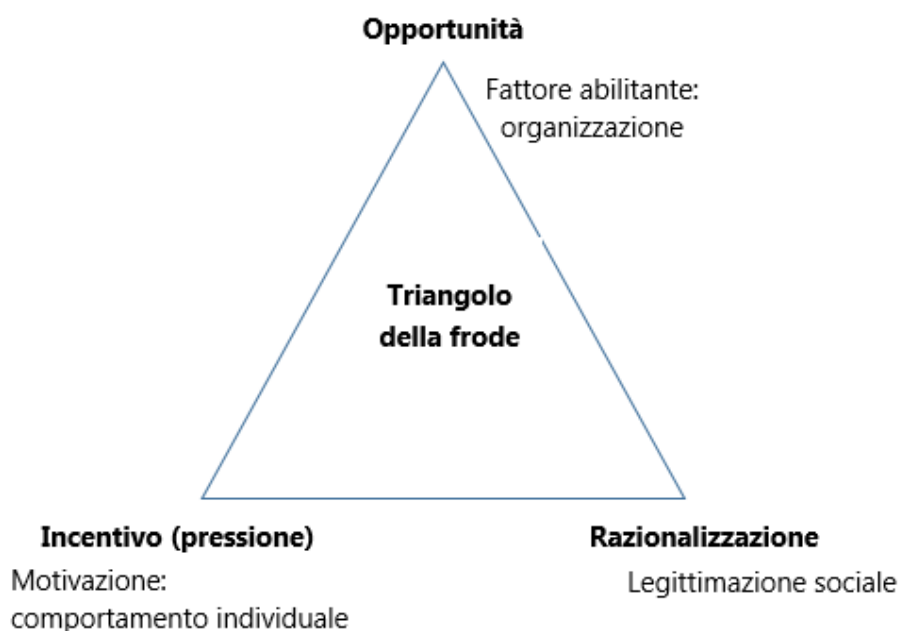 Opportunità
Fattore abilitante:
organizzazione
Triangolo
della frode
Incentivo (pressione)
Razionalizzazione
Motivazione:
comportamento individuale
Legittimazione sociale